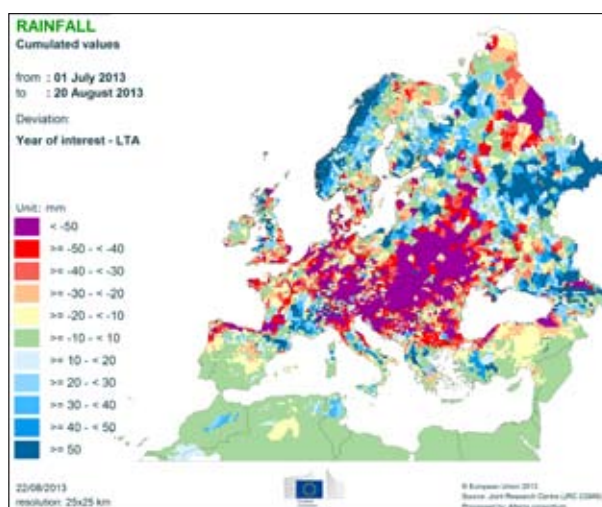 RAINFALL
Cumulated values
from : 01 July 2013
to : 20 August 2013
Deviation:
Year of interest - LTA
Unit: mm
< -50
>= -50 - < -40
>= -40 - < -30
>= -30 - < -20
>= -20 - < -10
>= -10 - < 10
>= 10 - < 20
>= 20 - < 30
>= 30 - < 40
>= 40 - < 50
>= 50
22/08/2013
resolution: 25x25 km
© European Union 2013
Source: Joint Research Centre (JRC